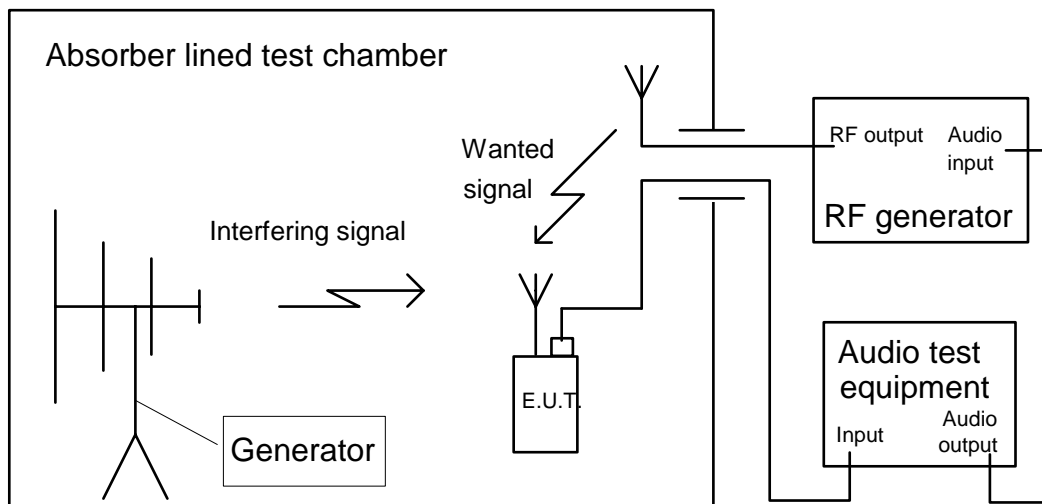 Absorber lined test chamber
Wanted
signal
Interfering signal
E.U.T.
Generator
RF output
Audio
input
RF generator
Audio test
equipment
Input
Audio
output